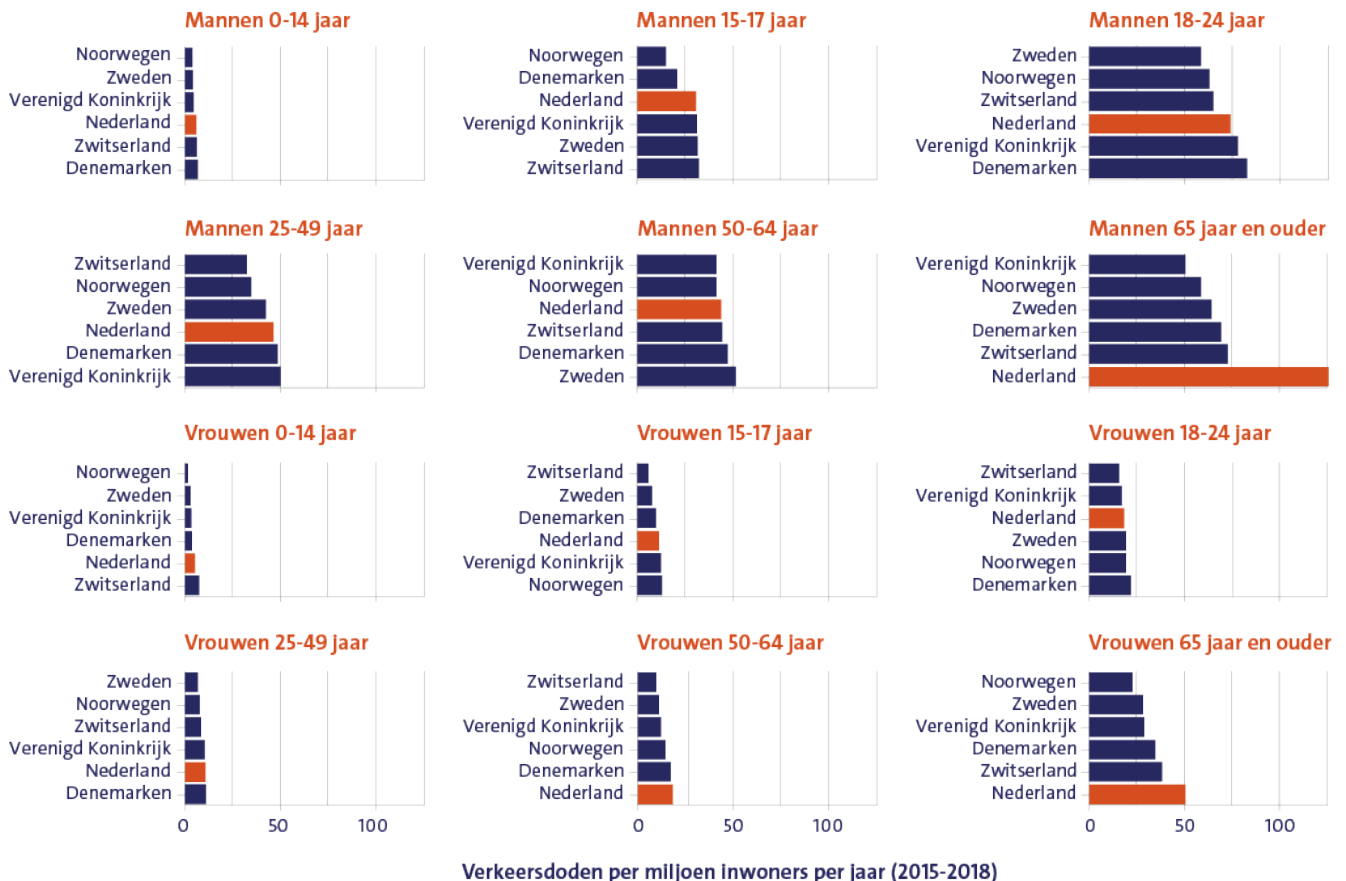 Mannen 0-14 jaar
Noorwegen
Zweden
Verenigd Koninkrijk
Nederland
Zwitserland
Denemarken
Mannen 15-17 jaar
Noorwegen
Denemarken
Nederland
Verenigd Koninkrijk
Zweden
Zwitserland
Mannen 18-24 jaar
Zweden
Noorwegen
Zwitserland
Nederland
Verenigd Koninkrijk
Denemarken
Mannen 25-49 jaar
Zwitserland
Noorwegen
Zweden
Nederland
Denemarken
Verenigd Koninkrijk
Mannen 50-64 jaar
Verenigd Koninkrijk
Noorwegen
Nederland
Zwitserland
Denemarken
Zweden
Mannen 65 jaar en ouder
Verenigd Koninkrijk
Noorwegen
Zweden
Denemarken
Zwitserland
Nederland
Vrouwen 0-14 jaar
Noorwegen
Zweden
Verenigd Koninkrijk
Denemarken
Nederland
Zwitserland
Vrouwen 15-17 jaar
Zwitserland
Zweden
Denemarken
Nederland
Verenigd Koninkrijk
Noorwegen
Vrouwen 18-24 jaar
Zwitserland
Verenigd Koninkrijk
Nederland
Zweden
Noorwegen
Denemarken
Vrouwen 25-49 jaar
Zweden
Noorwegen
Zwitserland
Verenigd Koninkrijk
Nederland
Denemarken
0 50 100
Vrouwen 50-64 jaar
Zwitserland
Zweden
Verenigd Koninkrijk
Noorwegen
Denemarken
Nederland
0 50 100
Vrouwen 65 jaar en ouder
Noorwegen
Zweden
Verenigd Koninkrijk
Denemarken
Zwitserland
Nederland
0 50 100
Verkeersdoden per miljoen inwoners per jaar (2015-2018)